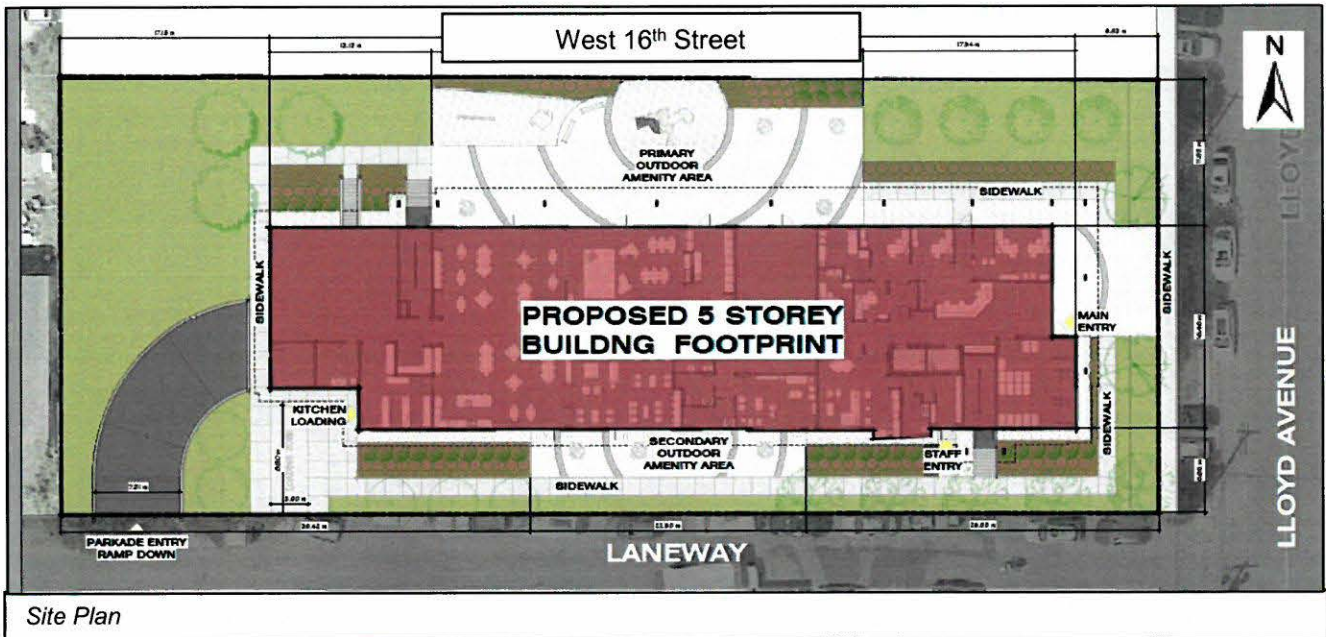 West 16th Street
N
LLOYD
PRIMARY
OUTDOOR
AMENITY AREA
SIDEWALK
SIDEWALK
SIDEWALK
PROPOSED 5 STOREY
BUILDNG FOOTPRINT
MAIN
ENTRY
KITCHEN
LOADING
SECONDARY
OUTDOOR
AMENITY AREA
STAFF
ENTRY
SIDEWALK
SIDEWALK
LLOYD AVENUE
PARKADE ENTRY
RAMP DOWN
LANEWAY
Site Plan